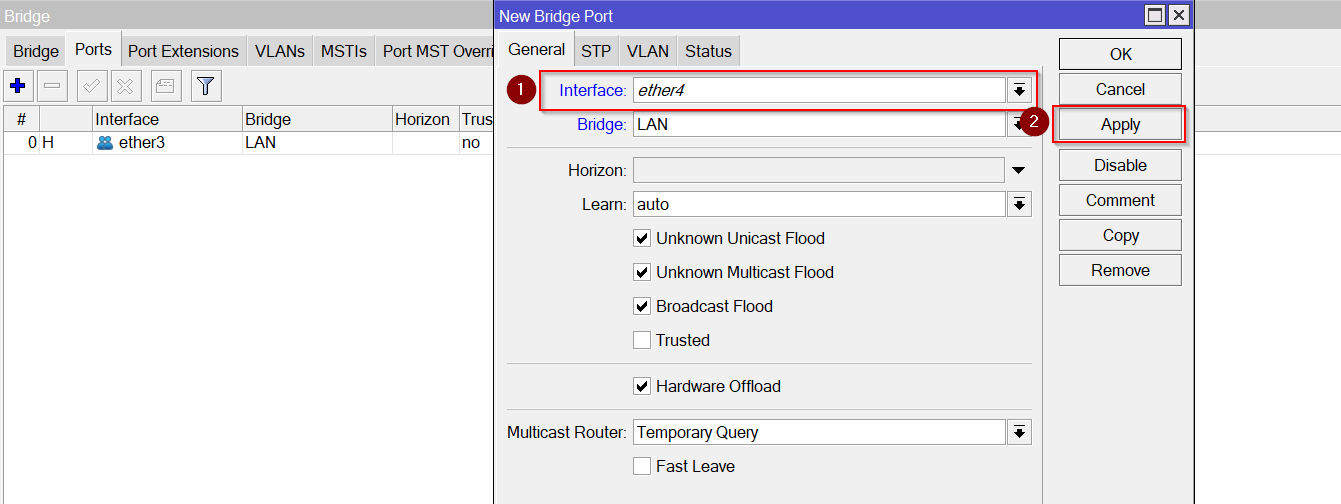 Bridge
Bridge Ports Port Extensions VLANs MSTIs Port MST Overri
# Interface Bridge Horizon Trus
0 H ether3 LAN no
New Bridge Port
General STP VLAN Status
1 Interface: ether4
Bridge: LAN
Horizon:
Learn: auto
Unknown Unicast Flood
Unknown Multicast Flood
Broadcast Flood
Trusted
Hardware Offload
Multicast Router: Temporary Query
Fast Leave
OK
Cancel
2 Apply
Disable
Comment
Copy
Remove